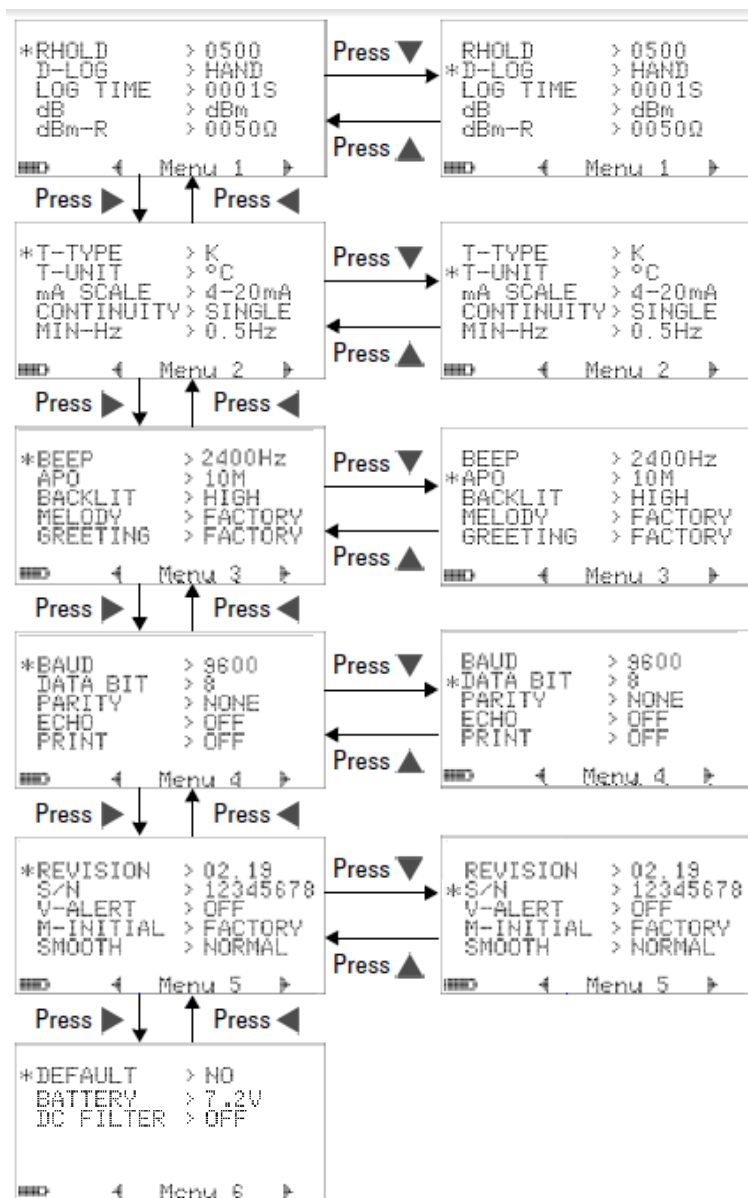 *RHOLD > 0500
D-LOG > HAND
LOG TIME > 0001S
dB > dBm
dBm-R > 0050Ω
Menu 1
Press
Press
RHOLD > 0500
*D-LOG > HAND
LOG TIME > 0001S
dB > dBm
dBm-R > 0050Ω
Menu 1
Press Press
*T-TYPE > K
T-UNIT > °C
mA SCALE > 4-20mA
CONTINUITY> SINGLE
MIN-Hz > 0.5Hz
Menu 2
Press
Press
T-TYPE > K
*T-UNIT > °C
mA SCALE > 4-20mA
CONTINUITY> SINGLE
MIN-Hz > 0.5Hz
Menu 2
Press Press
*BEEP > 2400Hz
APO > 10M
BACKLIT > HIGH
MELODY > FACTORY
GREETING > FACTORY
Menu 3
Press
Press
BEEP > 2400Hz
*APO > 10M
BACKLIT > HIGH
MELODY > FACTORY
GREETING > FACTORY
Menu 3
Press Press
*BAUD > 9600
DATA BIT > 8
PARITY > NONE
ECHO > OFF
PRINT > OFF
Menu 4
Press
Press
BAUD > 9600
*DATA BIT > 8
PARITY > NONE
ECHO > OFF
PRINT > OFF
Menu 4
Press Press
*REVISION > 02.19
S/N > 12345678
V-ALERT > OFF
M-INITIAL > FACTORY
SMOOTH > NORMAL
Menu 5
Press
Press
REVISION > 02.19
*S/N > 12345678
V-ALERT > OFF
M-INITIAL > FACTORY
SMOOTH > NORMAL
Menu 5
Press Press
*DEFAULT > NO
BATTERY > 7.2V
DC FILTER > OFF
Menu 6